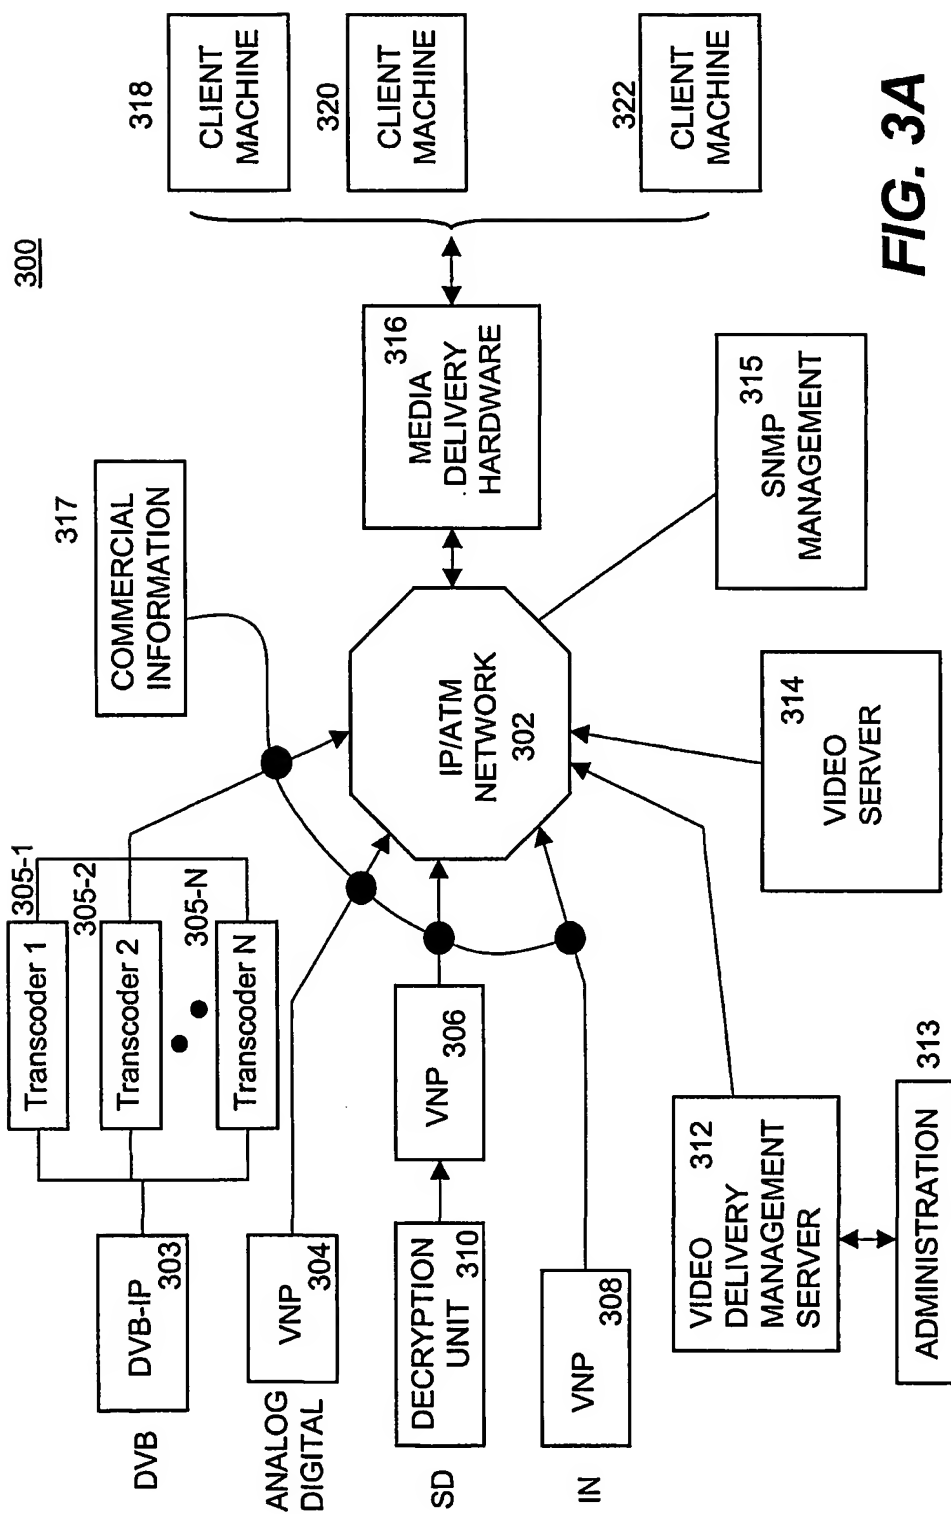 300
DVB
DVB-IP
303
Transcoder 1
305-1
Transcoder 2
305-2
Transcoder N
305-N
COMMERCIAL
INFORMATION
317
CLIENT
MACHINE
318
CLIENT
MACHINE
320
CLIENT
MACHINE
322
ANALOG
DIGITAL
VNP
304
SD
DECRYPTION
UNIT
310
VNP
306
IP/ATM
NETWORK
302
316
MEDIA
DELIVERY
HARDWARE
IN
VNP
308
VIDEO
312
DELIVERY
MANAGEMENT
SERVER
314
VIDEO
SERVER
SNMP
315
MANAGEMENT
ADMINISTRATION
313
FIG. 3A